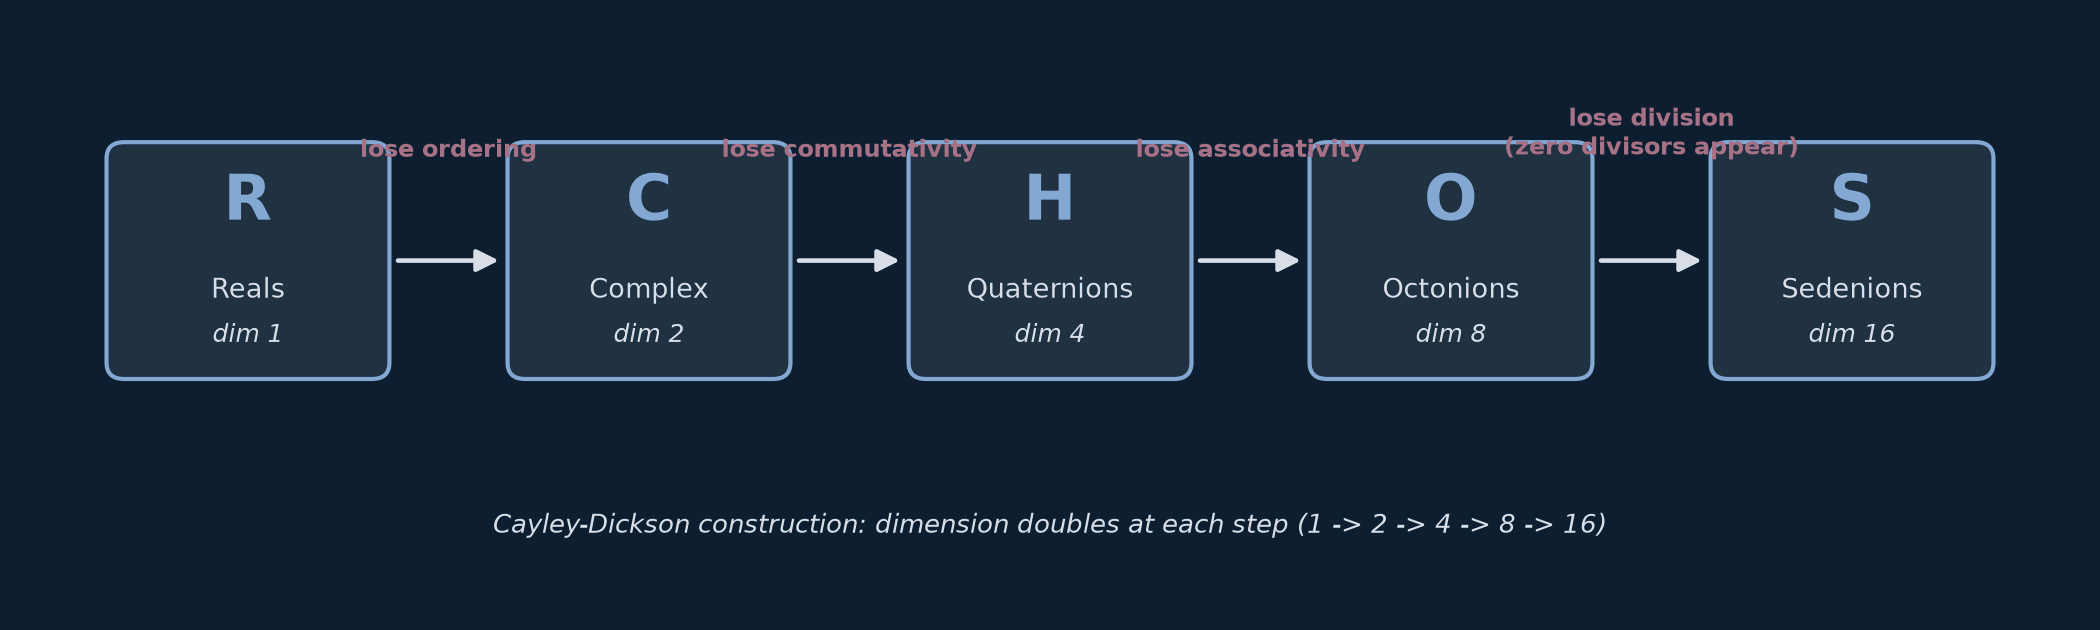 lose division
lose ordering
lose commutativity
lose associativity
(zero divisors appear)
R
C
H
O
S
Reals
Complex
Quaternions
Octonions
Sedenions
dim 1
dim 2
dim 4
dim 8
dim 16
Cayley-Dickson construction: dimension doubles at each step (1 -> 2 -> 4 -> 8 -> 16)